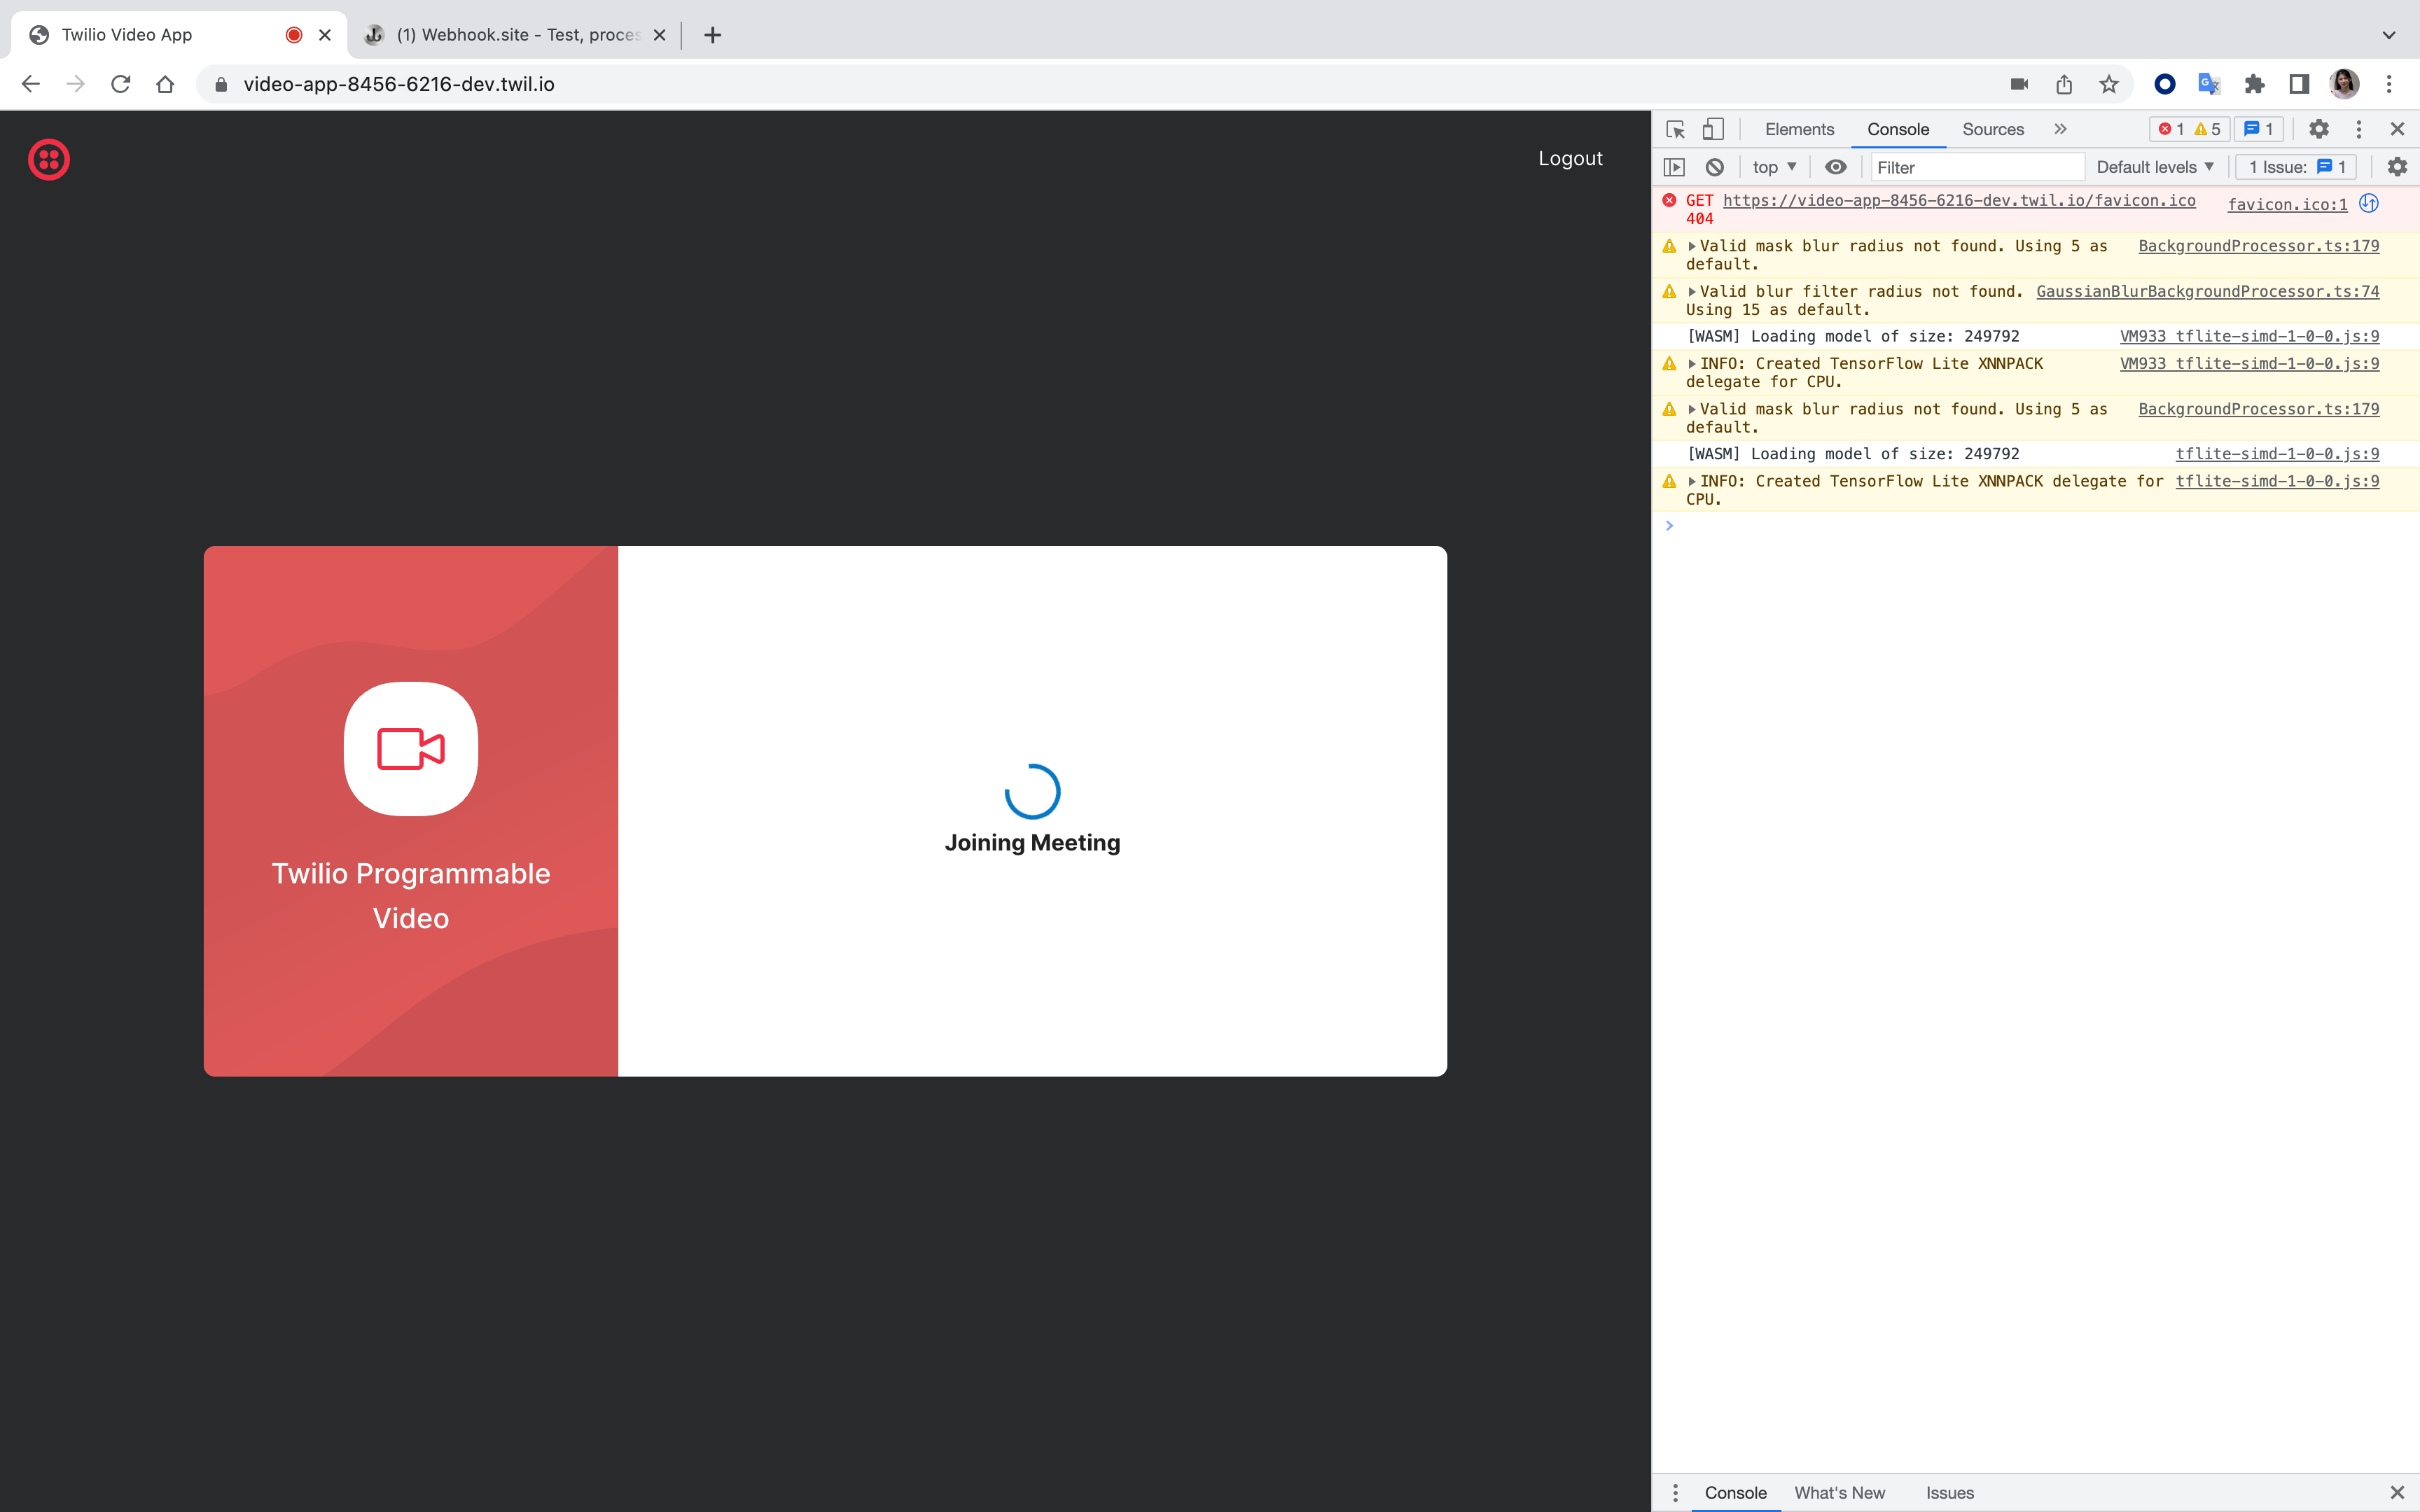 Twilio Video App
(1) Webhook.site - Test, proces
video-app-8456-6216-dev.twil.io
Logout
Twilio Programmable
Video
Joining Meeting
Elements Console Sources 1 5 1
top Filter Default levels 1 Issue: 1
GET https://video-app-8456-6216-dev.twil.io/favicon.ico favicon.ico:1
404
Valid mask blur radius not found. Using 5 as BackgroundProcessor.ts:179
default.
Valid blur filter radius not found. GaussianBlurBackgroundProcessor.ts:74
Using 15 as default.
[WASM] Loading model of size: 249792 VM933 tflite-simd-1-0-0.js:9
INFO: Created TensorFlow Lite XNNPACK VM933 tflite-simd-1-0-0.js:9
delegate for CPU.
Valid mask blur radius not found. Using 5 as BackgroundProcessor.ts:179
default.
[WASM] Loading model of size: 249792 tflite-simd-1-0-0.js:9
INFO: Created TensorFlow Lite XNNPACK delegate for tflite-simd-1-0-0.js:9
CPU.
Console What's New Issues